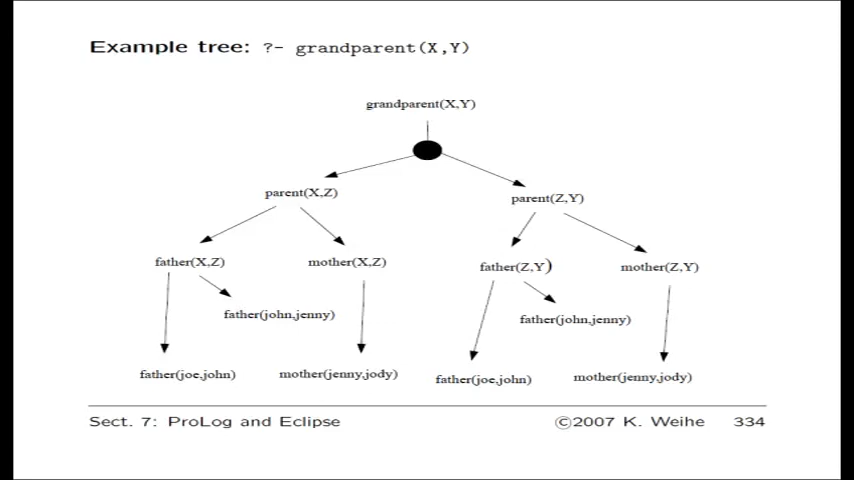 Example tree: ?- grandparent(X,Y)
grandparent(X,Y)
parent(X,Z)
parent(Z,Y)
father(X,Z)
mother(X,Z)
father(Z,Y)
mother(Z,Y)
father(john,jenny)
father(john,jenny)
father(joe,john)
mother(jenny,jody)
father(joe,john)
mother(jenny,jody)
Sect. 7: ProLog and Eclipse
©2007 K. Weihe 334